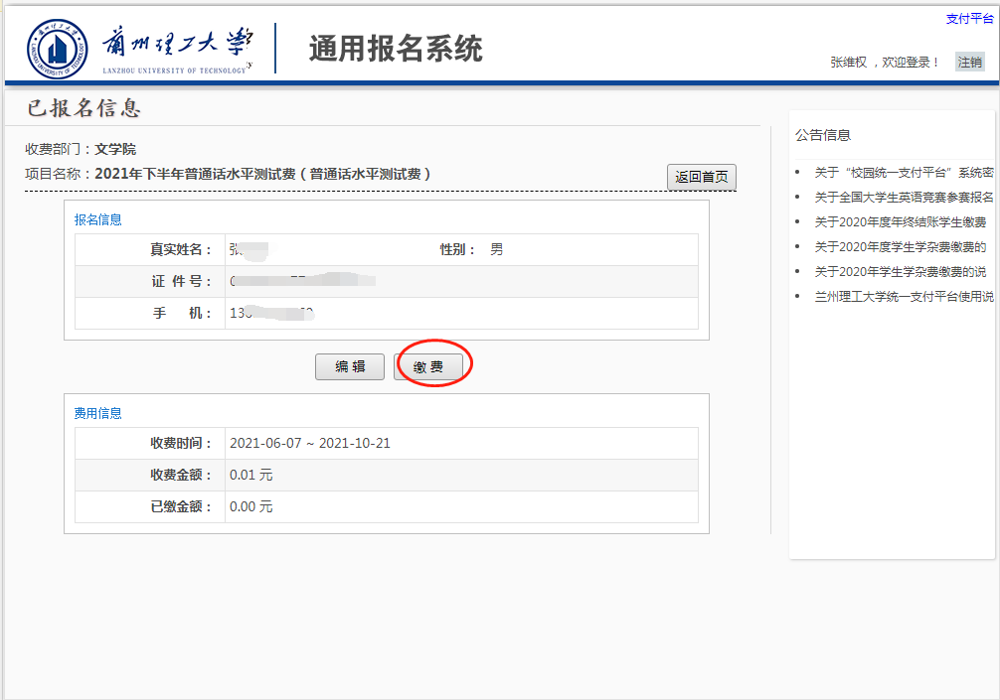 支付平台
兰州理工大学
LANZHOU UNIVERSITY OF TECHNOLOGY
通用报名系统
张维权 ，欢迎登录！ 注销
已报名信息
收费部门：文学院
项目名称：2021年下半年普通话水平测试费（普通话水平测试费）
返回首页
报名信息
真实姓名： 张 性别： 男
证 件 号：
手 机： 13
编 辑 缴 费
费用信息
收费时间： 2021-06-07 ~ 2021-10-21
收费金额： 0.01 元
已缴金额： 0.00 元
公告信息
关于“校园统一支付平台”系统密
关于全国大学生英语竞赛参赛报名
关于2020年度年终结账学生缴费
关于2020年度学生学杂费缴费的
关于2020年学生学杂费缴费的说
兰州理工大学统一支付平台使用说